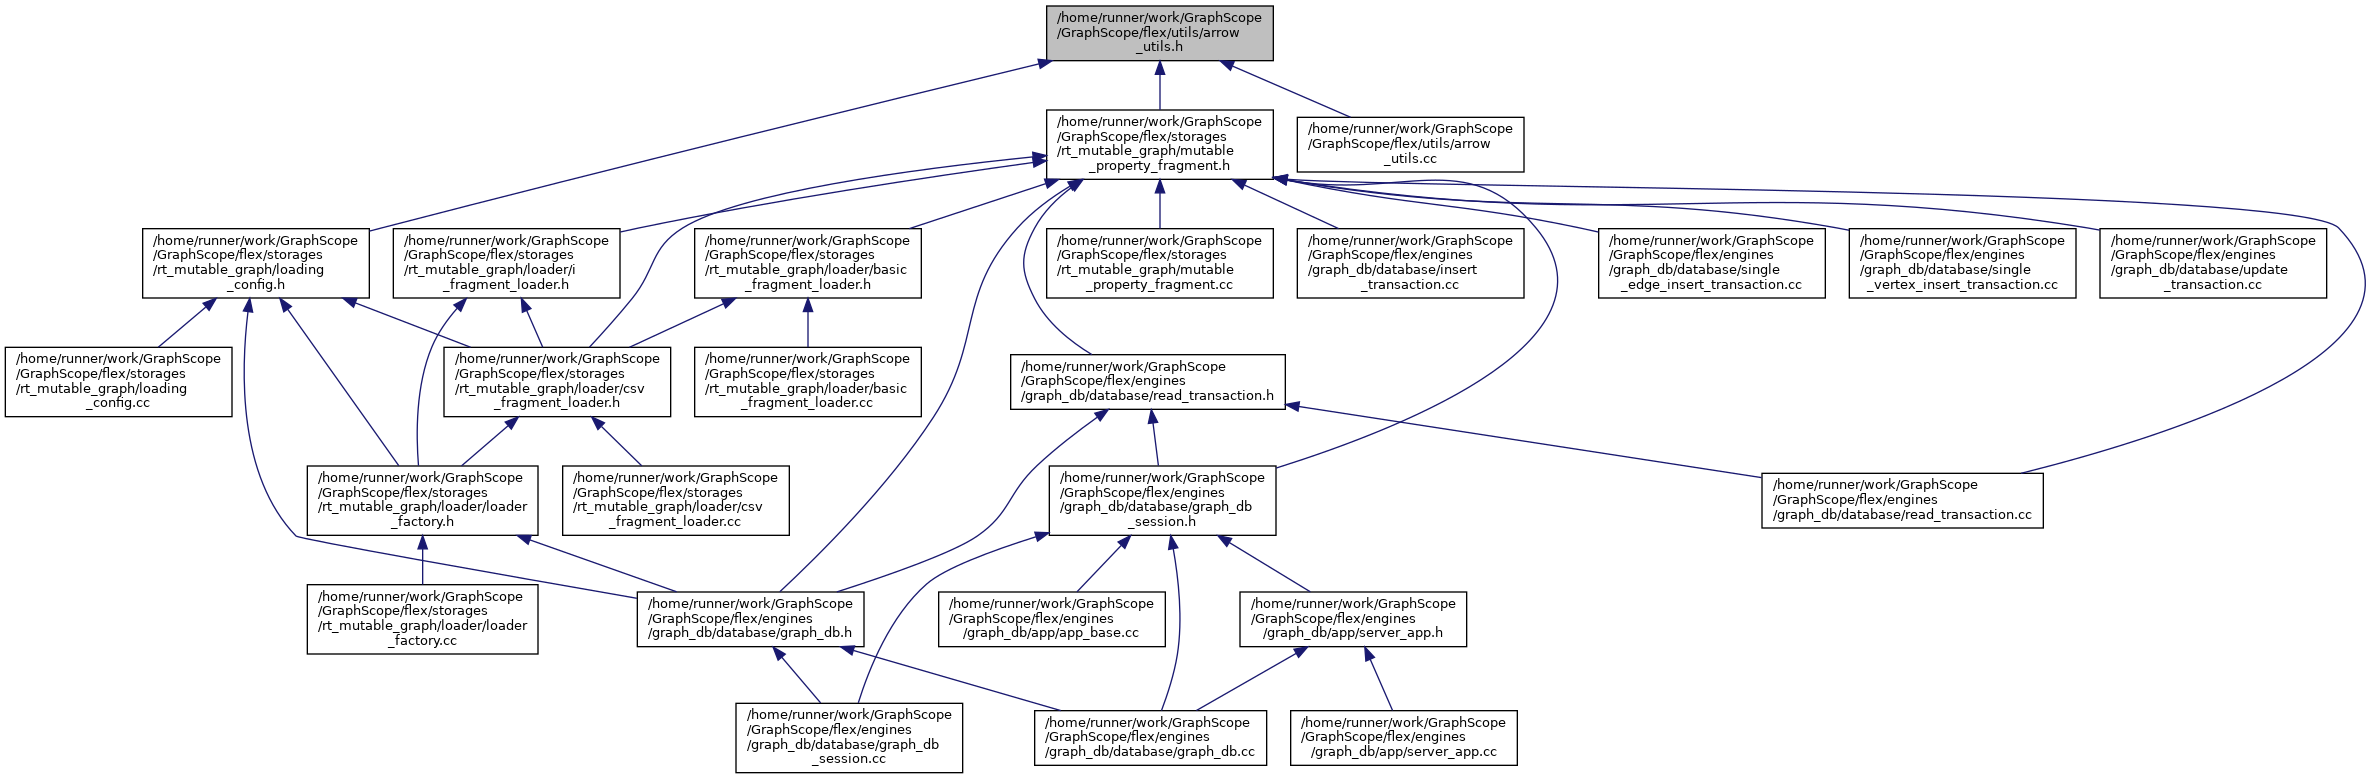 /home/runner/work/GraphScope
/GraphScope/flex/utils/arrow
_utils.h
/home/runner/work/GraphScope
/GraphScope/flex/storages
/rt_mutable_graph/mutable
_property_fragment.h
/home/runner/work/GraphScope
/GraphScope/flex/utils/arrow
_utils.cc
/home/runner/work/GraphScope
/GraphScope/flex/storages
/rt_mutable_graph/loading
_config.h
/home/runner/work/GraphScope
/GraphScope/flex/storages
/rt_mutable_graph/loader/i
_fragment_loader.h
/home/runner/work/GraphScope
/GraphScope/flex/storages
/rt_mutable_graph/loader/basic
_fragment_loader.h
/home/runner/work/GraphScope
/GraphScope/flex/storages
/rt_mutable_graph/mutable
_property_fragment.cc
/home/runner/work/GraphScope
/GraphScope/flex/engines
/graph_db/database/insert
_transaction.cc
/home/runner/work/GraphScope
/GraphScope/flex/engines
/graph_db/database/single
_edge_insert_transaction.cc
/home/runner/work/GraphScope
/GraphScope/flex/engines
/graph_db/database/single
_vertex_insert_transaction.cc
/home/runner/work/GraphScope
/GraphScope/flex/engines
/graph_db/database/update
_transaction.cc
/home/runner/work/GraphScope
/GraphScope/flex/storages
/rt_mutable_graph/loading
_config.cc
/home/runner/work/GraphScope
/GraphScope/flex/storages
/rt_mutable_graph/loader/csv
_fragment_loader.h
/home/runner/work/GraphScope
/GraphScope/flex/storages
/rt_mutable_graph/loader/basic
_fragment_loader.cc
/home/runner/work/GraphScope
/GraphScope/flex/engines
/graph_db/database/read_transaction.h
/home/runner/work/GraphScope
/GraphScope/flex/storages
/rt_mutable_graph/loader/loader
_factory.h
/home/runner/work/GraphScope
/GraphScope/flex/storages
/rt_mutable_graph/loader/csv
_fragment_loader.cc
/home/runner/work/GraphScope
/GraphScope/flex/engines
/graph_db/database/graph_db
_session.h
/home/runner/work/GraphScope
/GraphScope/flex/engines
/graph_db/database/read_transaction.cc
/home/runner/work/GraphScope
/GraphScope/flex/storages
/rt_mutable_graph/loader/loader
_factory.cc
/home/runner/work/GraphScope
/GraphScope/flex/engines
/graph_db/database/graph_db.h
/home/runner/work/GraphScope
/GraphScope/flex/engines
/graph_db/app/app_base.cc
/home/runner/work/GraphScope
/GraphScope/flex/engines
/graph_db/app/server_app.h
/home/runner/work/GraphScope
/GraphScope/flex/engines
/graph_db/database/graph_db
_session.cc
/home/runner/work/GraphScope
/GraphScope/flex/engines
/graph_db/database/graph_db.cc
/home/runner/work/GraphScope
/GraphScope/flex/engines
/graph_db/app/server_app.cc